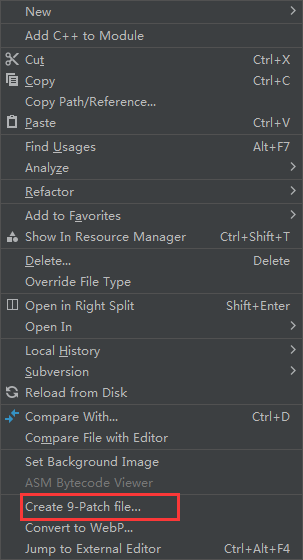 New
Add C++ to Module
Cut Ctrl+X
Copy Ctrl+C
Copy Path/Reference...
Paste Ctrl+V
Find Usages Alt+F7
Analyze
Refactor
Add to Favorites
Show In Resource Manager Ctrl+Shift+T
Delete... Delete
Override File Type
Open in Right Split Shift+Enter
Open In
Local History
Subversion
Reload from Disk
Compare With... Ctrl+D
Compare File with Editor
Set Background Image
ASM Bytecode Viewer
Create 9-Patch file...
Convert to WebP...
Jump to External Editor Ctrl+Alt+F4